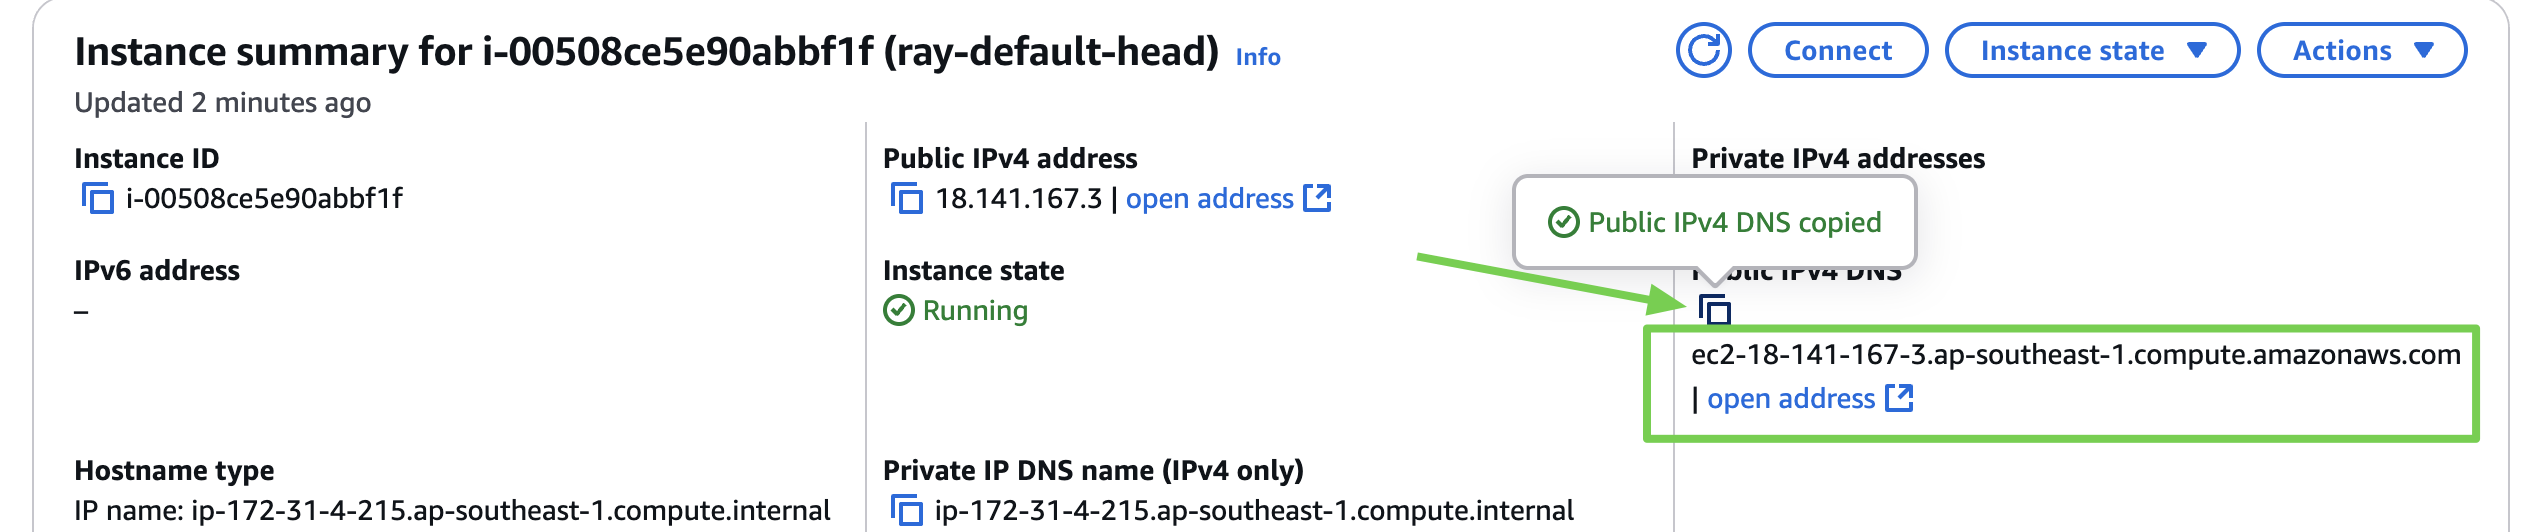 Instance summary for i-00508ce5e90abbf1f (ray-default-head) Info
Connect
Instance state
Actions
Updated 2 minutes ago
Instance ID
i-00508ce5e90abbf1f
Public IPv4 address
18.141.167.3 | open address
Private IPv4 addresses
Public IPv4 DNS copied
IPv6 address
–
Instance state
Running
Public IPv4 DNS
ec2-18-141-167-3.ap-southeast-1.compute.amazonaws.com
| open address
Hostname type
IP name: ip-172-31-4-215.ap-southeast-1.compute.internal
Private IP DNS name (IPv4 only)
ip-172-31-4-215.ap-southeast-1.compute.internal